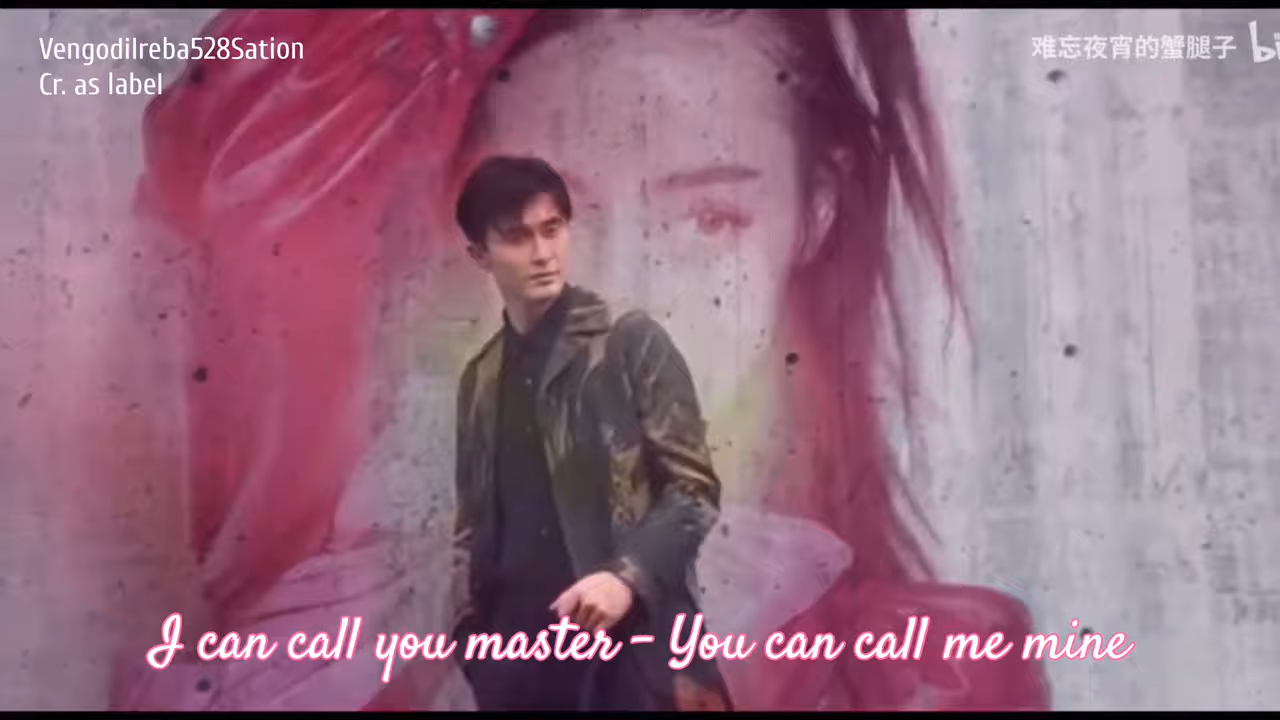 VengodiIreba528Sation
Cr. as label
难忘夜宵的蟹腿子
I can call you master - You can call me mine